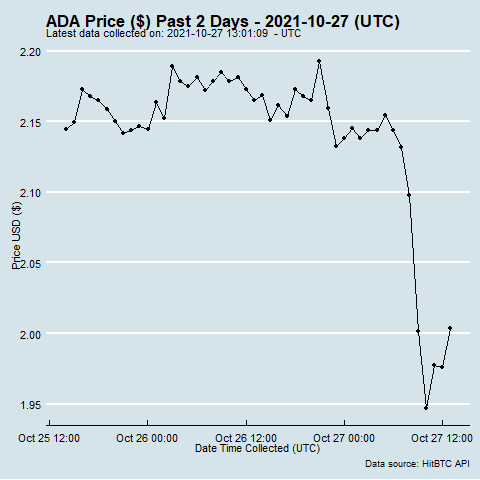 ADA Price ($) Past 2 Days - 2021-10-27 (UTC)
Latest data collected on: 2021-10-27 13:01:09 - UTC
2.20
2.15
2.10
2.05
2.00
1.95
Price USD ($)
Oct 25 12:00 Oct 26 00:00 Oct 26 12:00 Oct 27 00:00 Oct 27 12:00
Date Time Collected (UTC)
Data source: HitBTC API